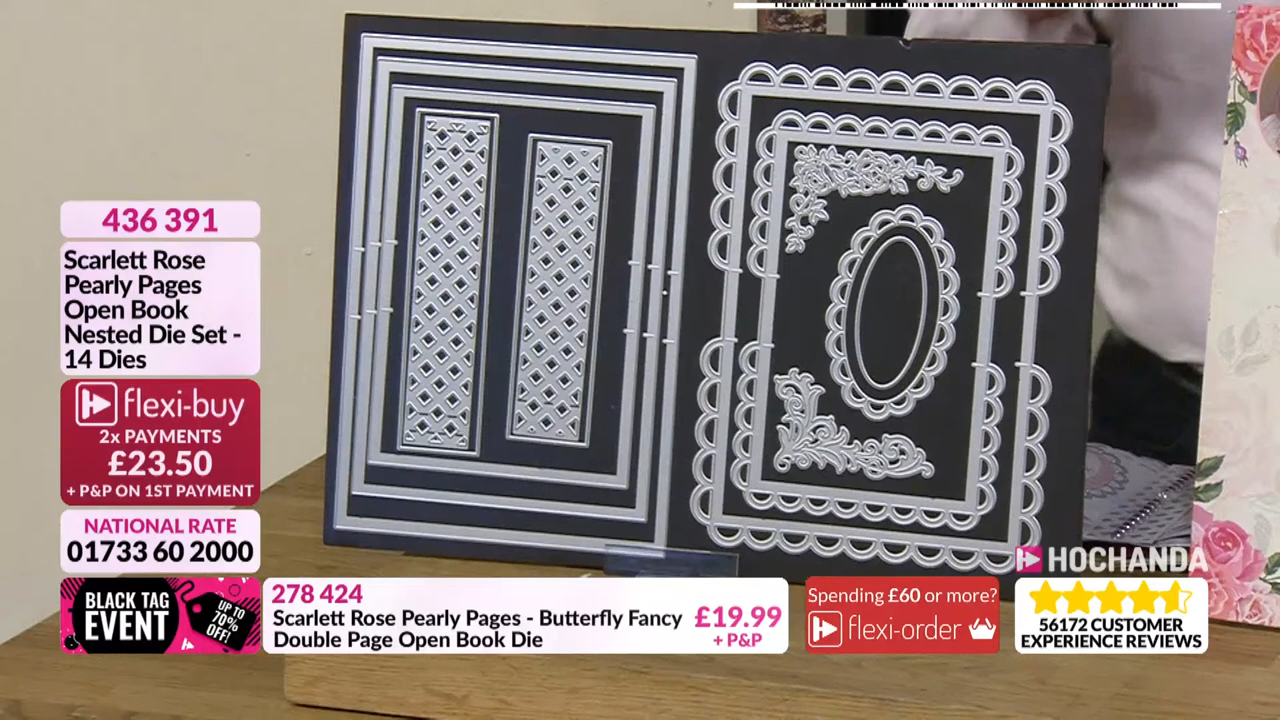 436 391
Scarlett Rose
Pearly Pages
Open Book
Nested Die Set -
14 Dies
flexi-buy
2x PAYMENTS
£23.50
+ P&P ON 1ST PAYMENT
NATIONAL RATE
01733 60 2000
BLACK TAG
EVENT
UP TO
70%
OFF!
278 424
Scarlett Rose Pearly Pages - Butterfly Fancy
Double Page Open Book Die
£19.99
+ P&P
Spending £60 or more?
flexi-order
HOCHANDA
56172 CUSTOMER
EXPERIENCE REVIEWS